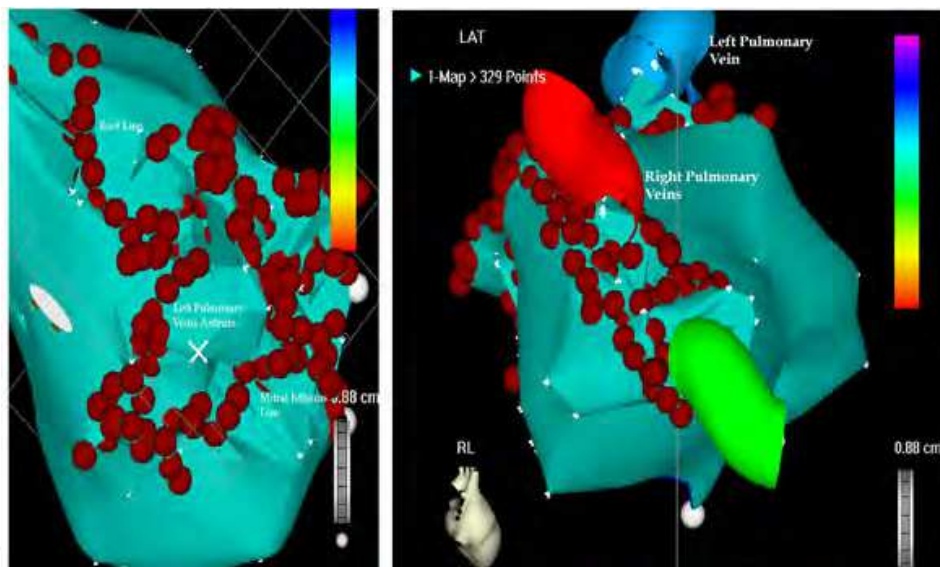 Roof Line
Left Pulmonary
Veins Antrum
Mitral Isthmus
Line
0.88 cm
LAT
1-Map > 329 Points
Left Pulmonary
Vein
Right Pulmonary
Veins
RL
0.88 cm